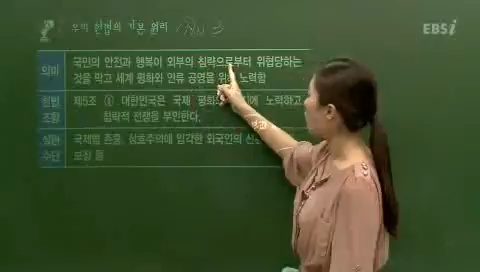 EBSi
우리 헌법의 기본 원리
의미
국민의 안전과 행복이 외부의 침략으로부터 위협당하는
것을 막고 세계 평화와 인류 공영을 위해 노력함
헌법
조항
제5조 ① 대한민국은 국제 평화의 유지에 노력하고
침략적 전쟁을 부인한다.
실현
수단
국제법 존중, 상호주의에 입각한 외국인의
보장 등